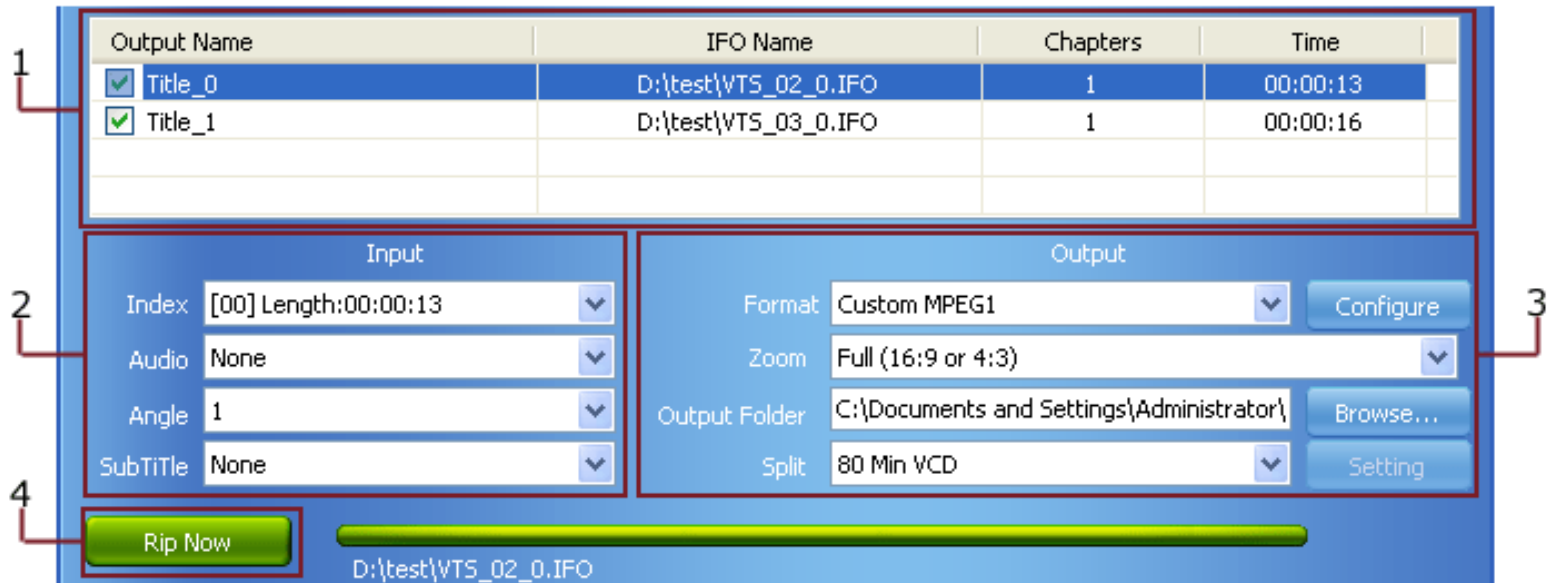 1
Output Name IFO Name Chapters Time
Title_0 D:\test\VTS_02_0.IFO 1 00:00:13
Title_1 D:\test\VTS_03_0.IFO 1 00:00:16
2
Input
Index [00] Length:00:00:13
Audio None
Angle 1
SubTiTle None
3
Output
Format Custom MPEG1 Configure
Zoom Full (16:9 or 4:3)
Output Folder C:\Documents and Settings\Administrator\ Browse...
Split 80 Min VCD Setting
4
Rip Now
D:\test\VTS_02_0.IFO